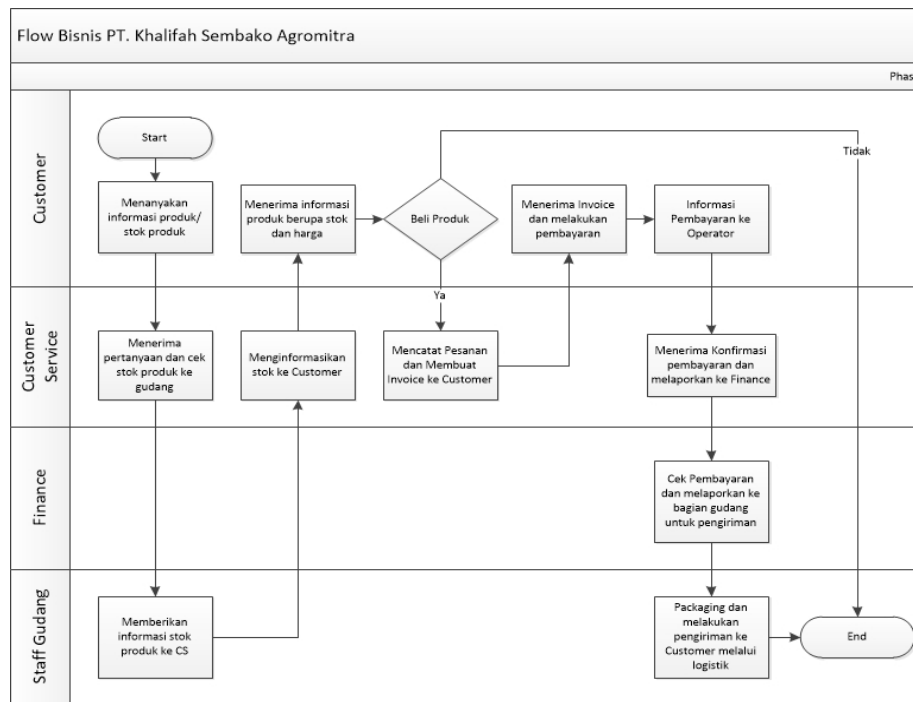 Flow Bisnis PT. Khalifah Sembako Agromitra
Phas
Customer
Start
Menanyakan
informasi produk/
stok produk
Menerima informasi
produk berupa stok
dan harga
Beli Produk
Menerima Invoice
dan melakukan
pembayaran
Informasi
Pembayaran ke
Operator
Tidak
Ya
Customer
Service
Menerima
pertanyaan dan cek
stok produk ke
gudang
Menginformasikan
stok ke Customer
Mencatat Pesanan
dan Membuat
Invoice ke Customer
Menerima Konfirmasi
pembayaran dan
melaporkan ke Finance
Finance
Cek Pembayaran
dan melaporkan ke
bagian gudang
untuk pengiriman
Staff Gudang
Memberikan
informasi stok
produk ke CS
Packaging dan
melakukan
pengiriman ke
Customer melalui
logistik
End